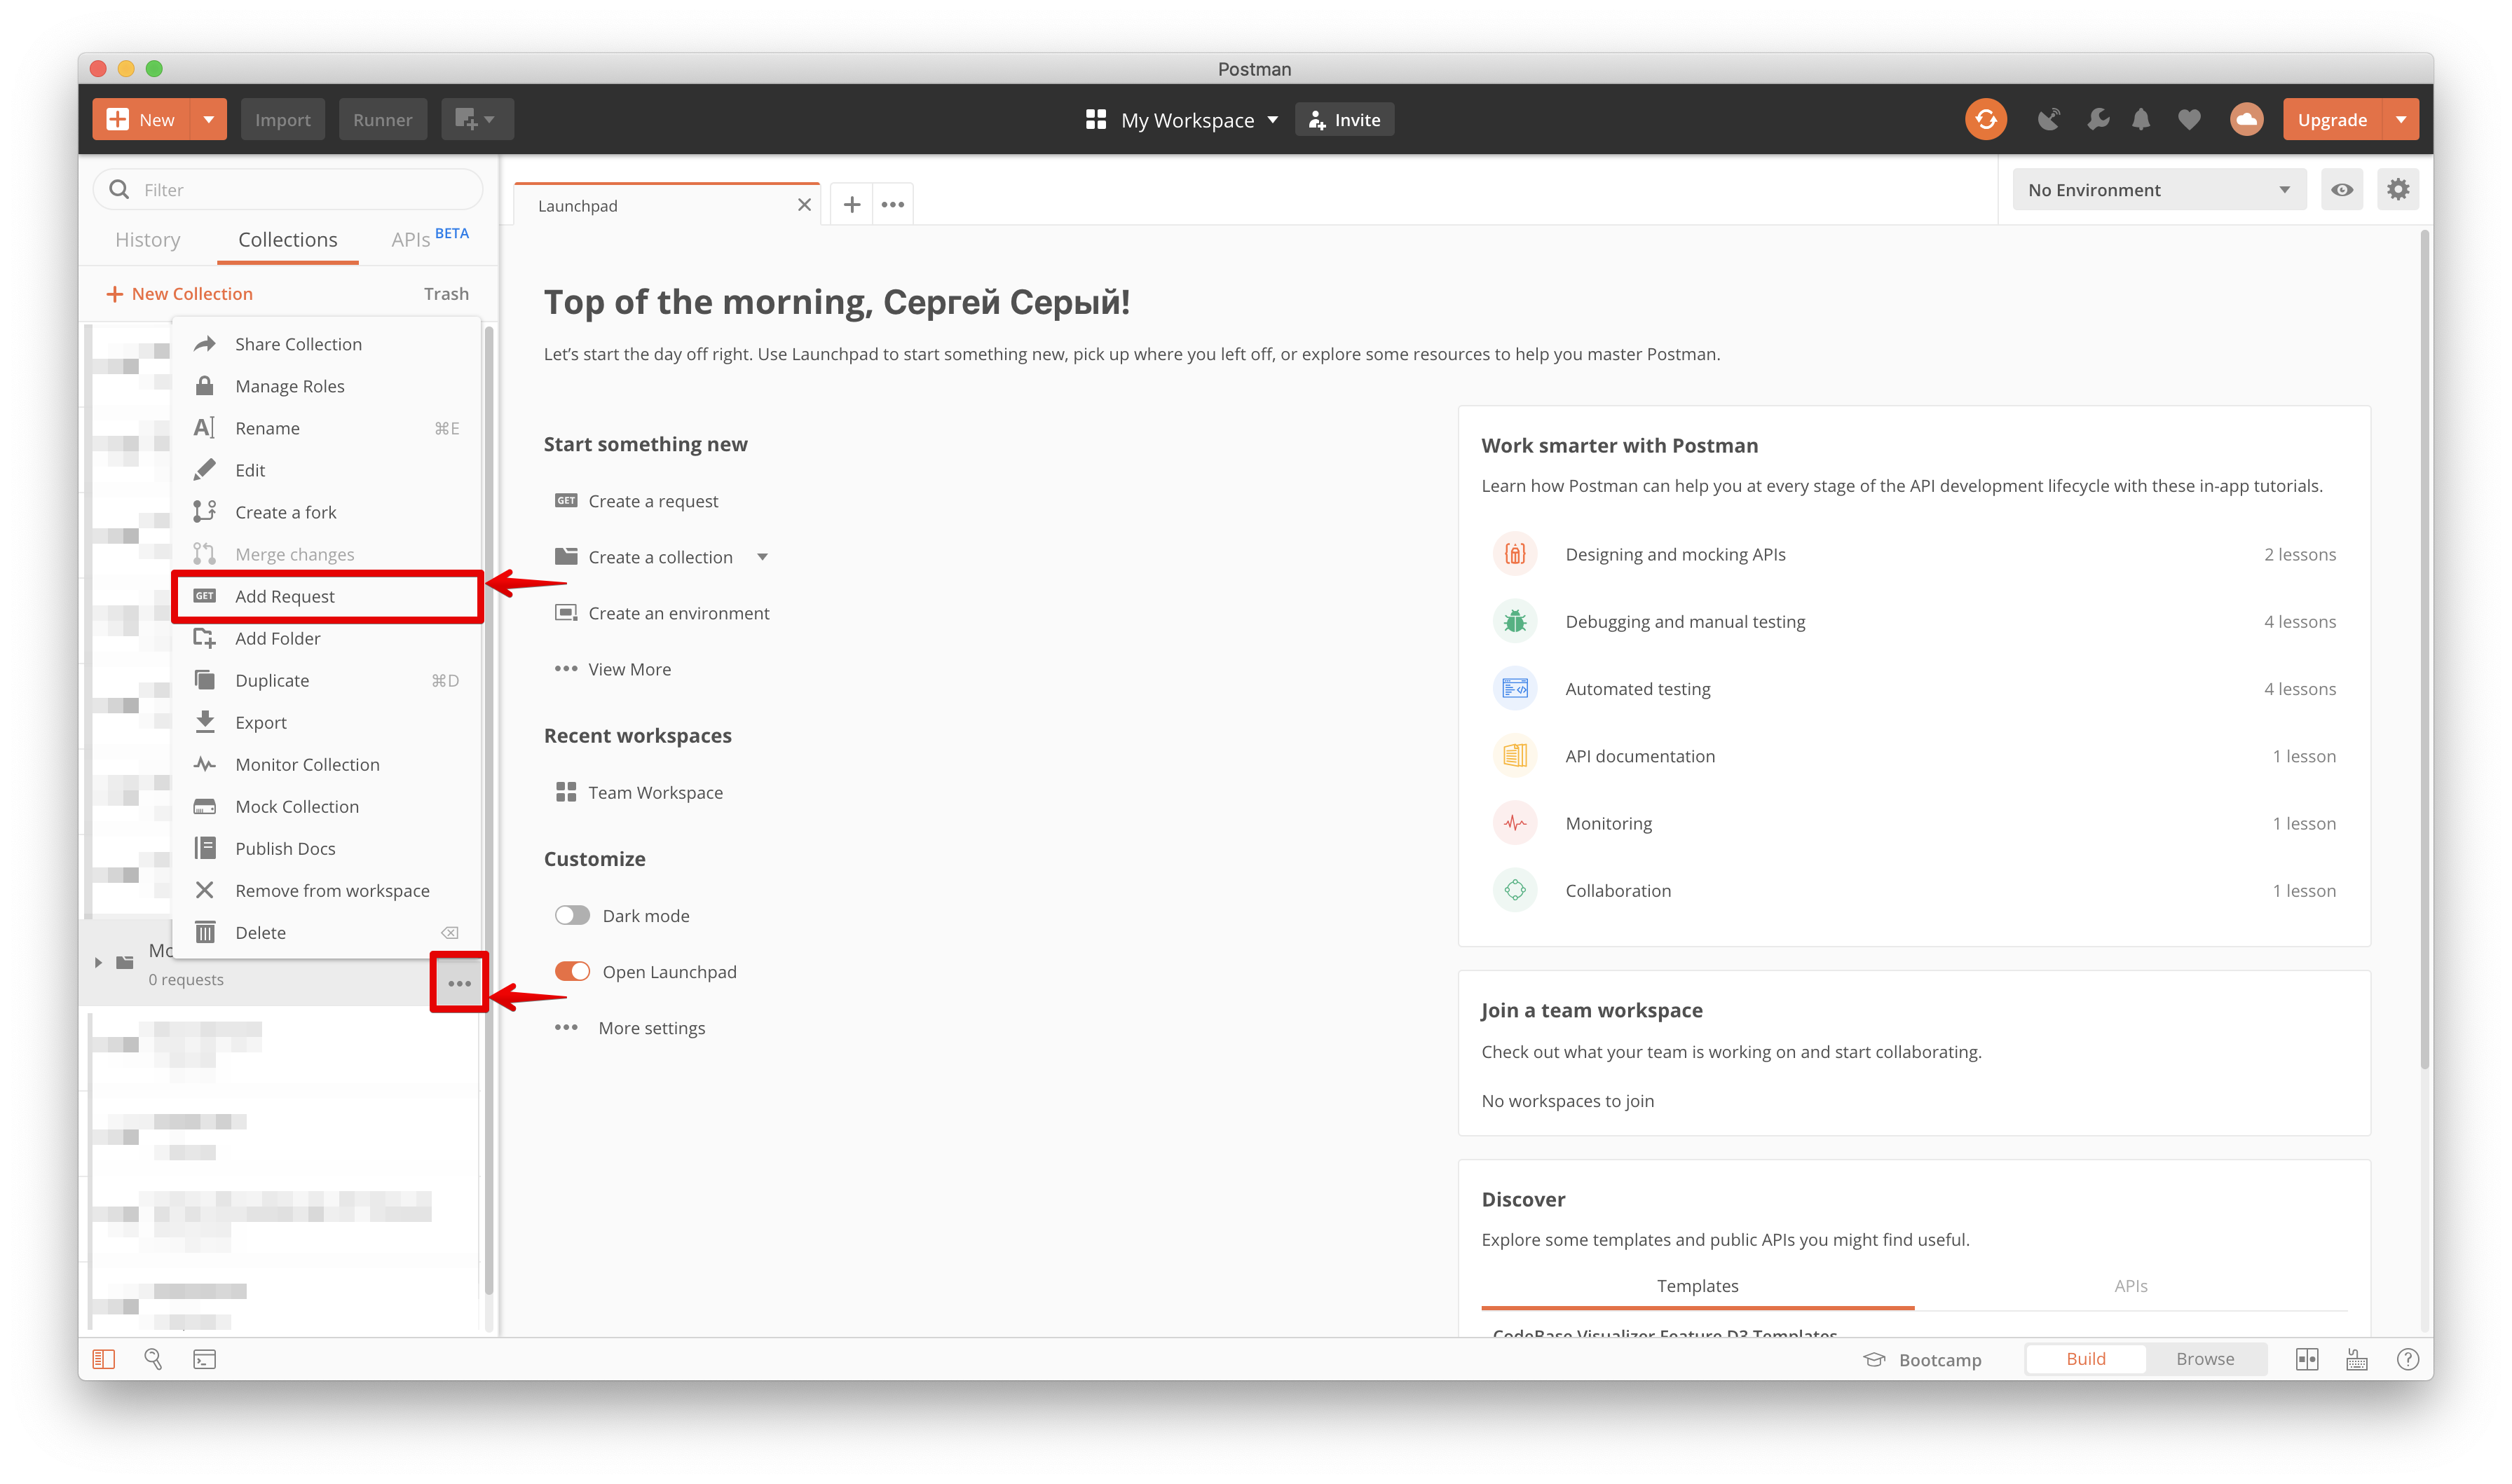 Postman
New
Import
Runner
My Workspace
Invite
Upgrade
Filter
History
Collections
APIs BETA
New Collection
Trash
Share Collection
Manage Roles
Rename ⌘E
Edit
Create a fork
Merge changes
GET Add Request
Add Folder
Duplicate ⌘D
Export
Monitor Collection
Mock Collection
Publish Docs
Remove from workspace
Delete
0 requests
Launchpad
No Environment
Top of the morning, Сергей Серый!
Let's start the day off right. Use Launchpad to start something new, pick up where you left off, or explore some resources to help you master Postman.
Start something new
GET Create a request
Create a collection
Create an environment
View More
Recent workspaces
Team Workspace
Customize
Dark mode
Open Launchpad
More settings
Work smarter with Postman
Learn how Postman can help you at every stage of the API development lifecycle with these in-app tutorials.
Designing and mocking APIs 2 lessons
Debugging and manual testing 4 lessons
Automated testing 4 lessons
API documentation 1 lesson
Monitoring 1 lesson
Collaboration 1 lesson
Join a team workspace
Check out what your team is working on and start collaborating.
No workspaces to join
Discover
Explore some templates and public APIs you might find useful.
Templates
APIs
CodeBase Visualizer Feature D3 Templates
Bootcamp
Build
Browse